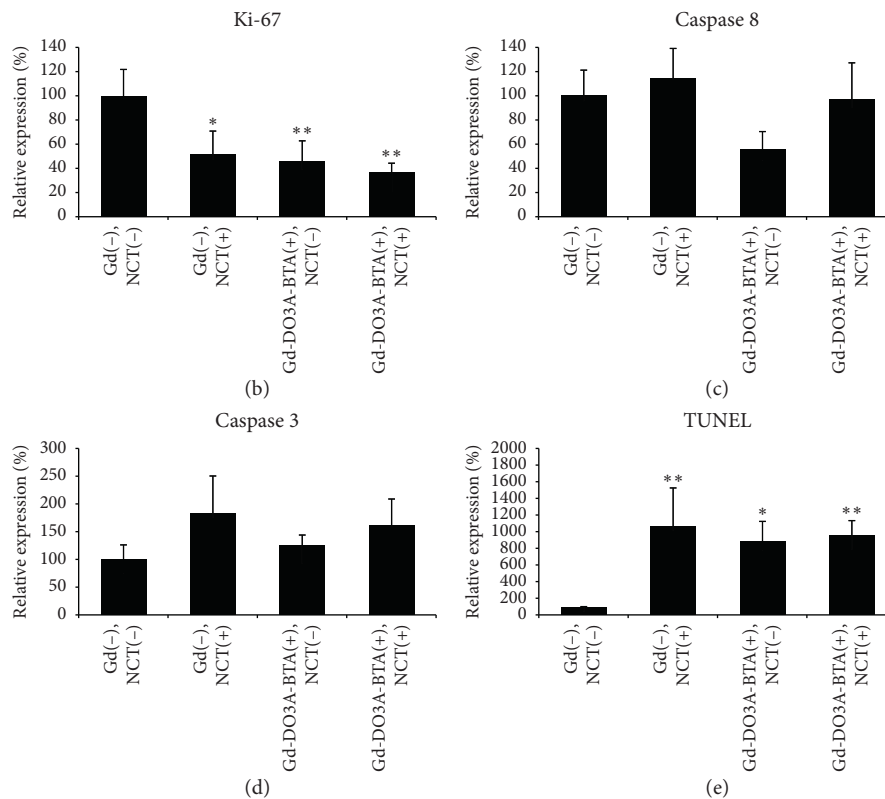 Ki-67
Relative expression (%)
140
120
100
80
60
40
20
0
*
**
**
Gd(−),
NCT(−)
Gd(−),
NCT(+)
Gd-DO3A-BTA(+),
NCT(−)
Gd-DO3A-BTA(+),
NCT(+)
(b)
Caspase 8
Relative expression (%)
140
120
100
80
60
40
20
0
Gd(−),
NCT(−)
Gd(−),
NCT(+)
Gd-DO3A-BTA(+),
NCT(−)
Gd-DO3A-BTA(+),
NCT(+)
(c)
Caspase 3
Relative expression (%)
300
250
200
150
100
50
0
Gd(−),
NCT(−)
Gd(−),
NCT(+)
Gd-DO3A-BTA(+),
NCT(−)
Gd-DO3A-BTA(+),
NCT(+)
(d)
TUNEL
Relative expression (%)
2000
1800
1600
1400
1200
1000
800
600
400
200
0
**
*
**
Gd(−),
NCT(−)
Gd(−),
NCT(+)
Gd-DO3A-BTA(+),
NCT(−)
Gd-DO3A-BTA(+),
NCT(+)
(e)